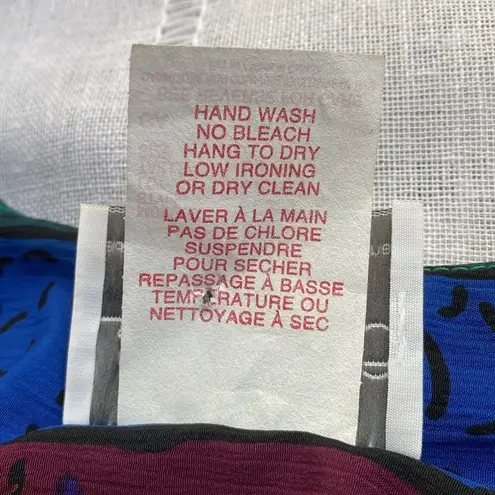 HAND WASH
NO BLEACH
HANG TO DRY
LOW IRONING
OR DRY CLEAN
LAVER À LA MAIN
PAS DE CHLORE
SUSPENDRE
POUR SECHER
REPASSAGE À BASSE
TEMPÉRATURE OU
NETTOYAGE À SEC